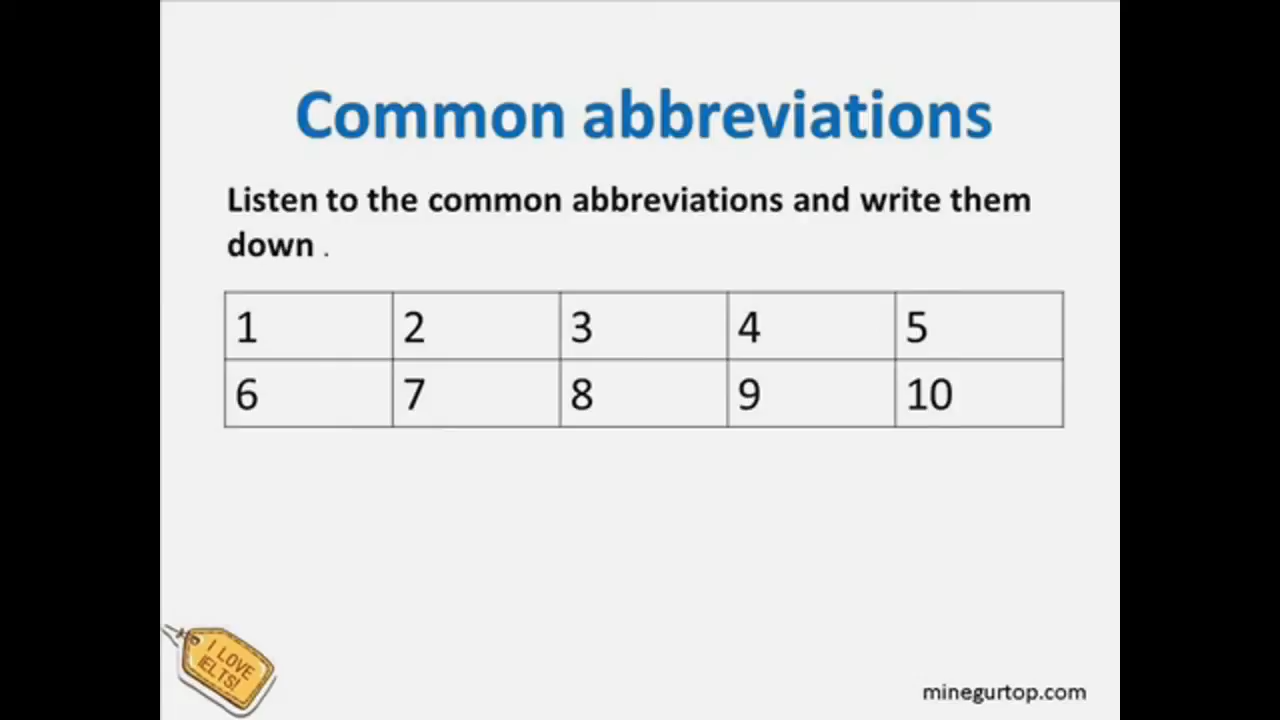 Common abbreviations
Listen to the common abbreviations and write them
down .
1 2 3 4 5
6 7 8 9 10
I LOVE
IELTS!
minegurtop.com